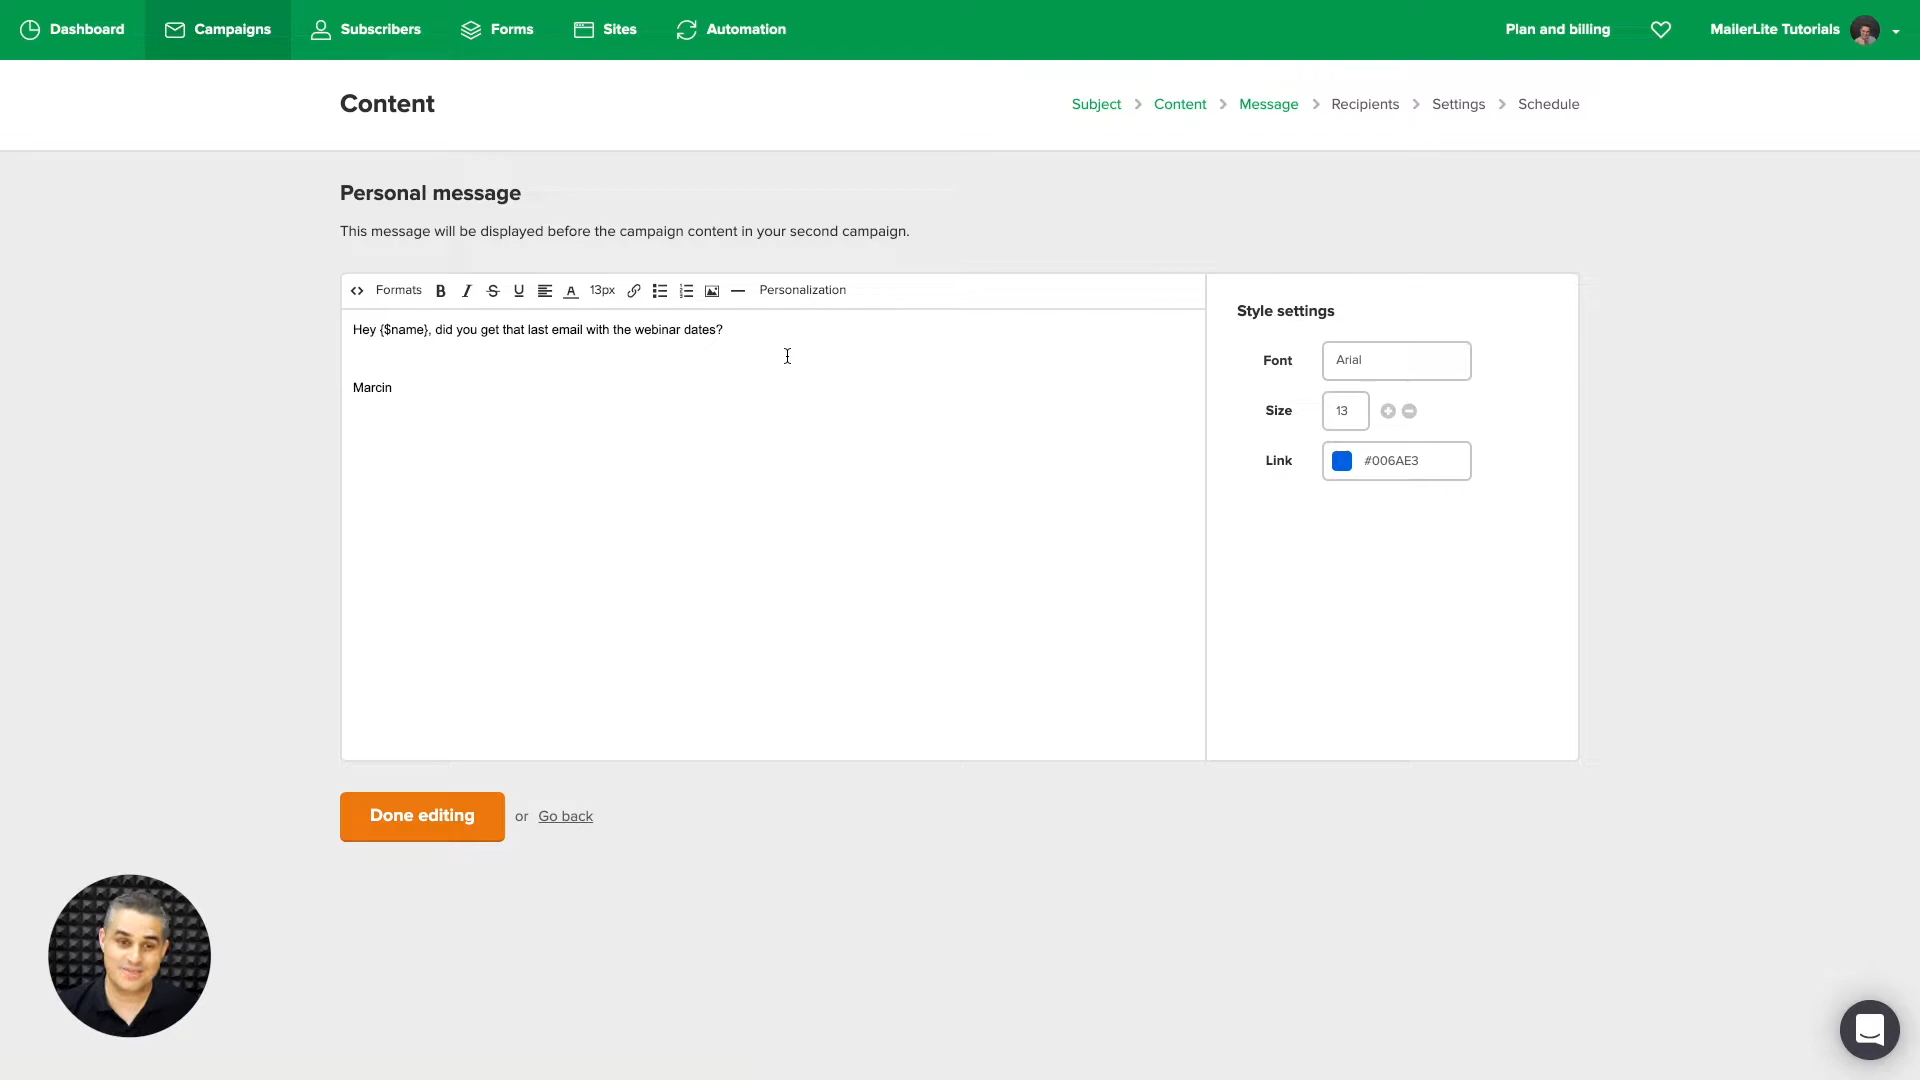 Dashboard Campaigns Subscribers Forms Sites Automation Plan and billing MailerLite Tutorials
Content
Subject > Content > Message > Recipients > Settings > Schedule
Personal message
This message will be displayed before the campaign content in your second campaign.
Formats B I S U A 13px Personalization
Hey {$name}, did you get that last email with the webinar dates?
Marcin
Style settings
Font Arial
Size 13
Link #006AE3
Done editing or Go back